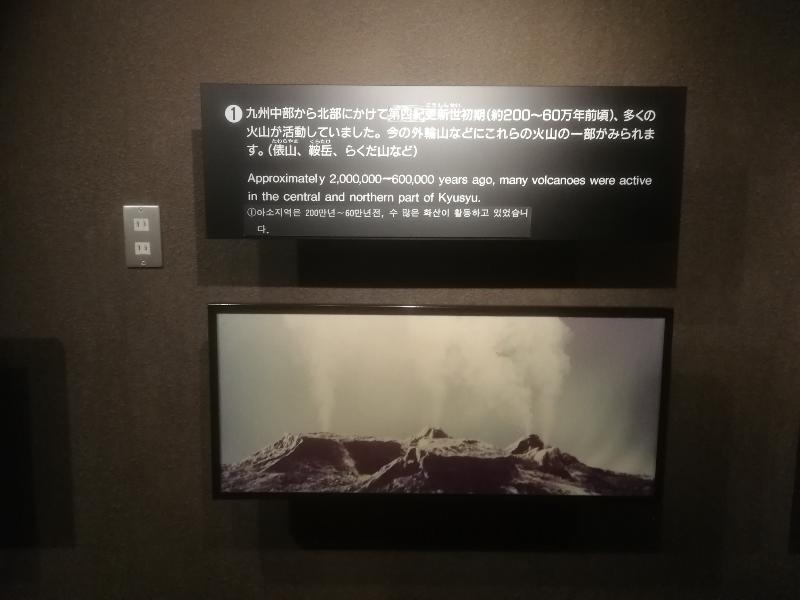 ❶九州中部から北部にかけて第四紀更新世初期(約200〜60万年前頃)、多くの
火山が活動していました。今の外輪山などにこれらの火山の一部がみられま
す。(俵山、鞍岳、らくだ山など)
Approximately 2,000,000−600,000 years ago, many volcanoes were active
in the central and northern part of Kyusyu.
①아소지역은 200만년~60만년전, 수 많은 화산이 활동하고 있었습니
다.